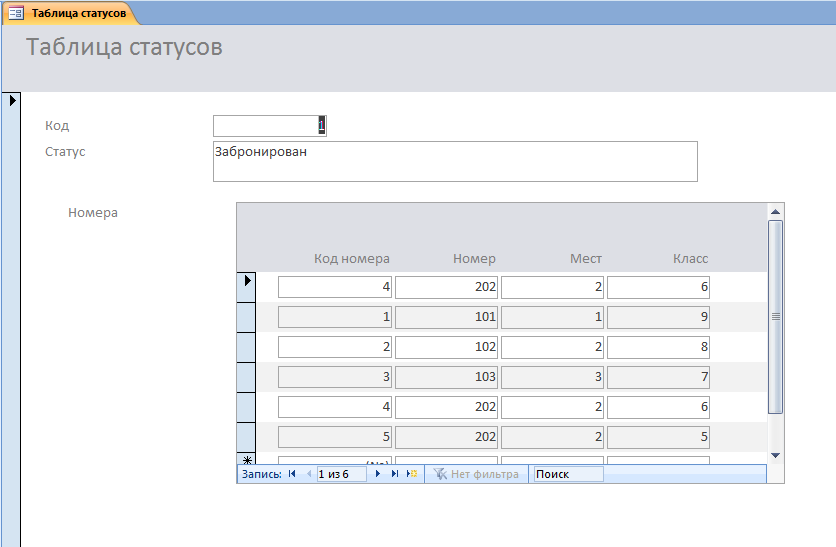 Таблица статусов
Таблица статусов
Код 1
Статус Забронирован
Номера
Код номера Номер Мест Класс
4 202 2 6
1 101 1 9
2 102 2 8
3 103 3 7
4 202 2 6
5 202 2 5
Запись: 1 из 6 Нет фильтра Поиск